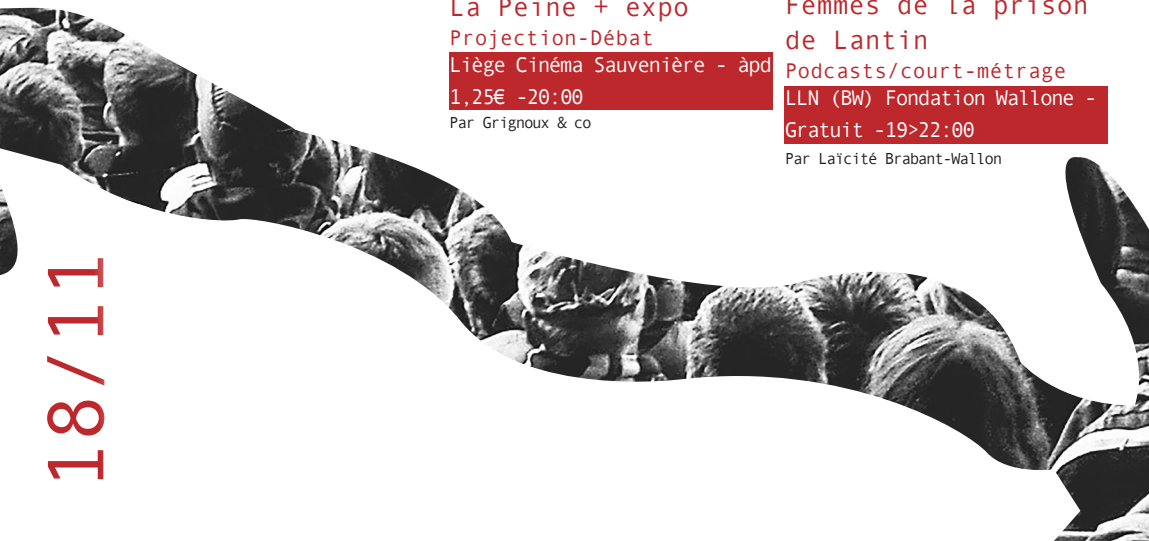 La Peine + expo
Projection-Débat
Liège Cinéma Sauvenière - àpd
1,25€ -20:00
Par Grignoux & co
Femmes de la prison
de Lantin
Podcasts/court-métrage
LLN (BW) Fondation Wallone -
Gratuit -19>22:00
Par Laïcité Brabant-Wallon
18/11